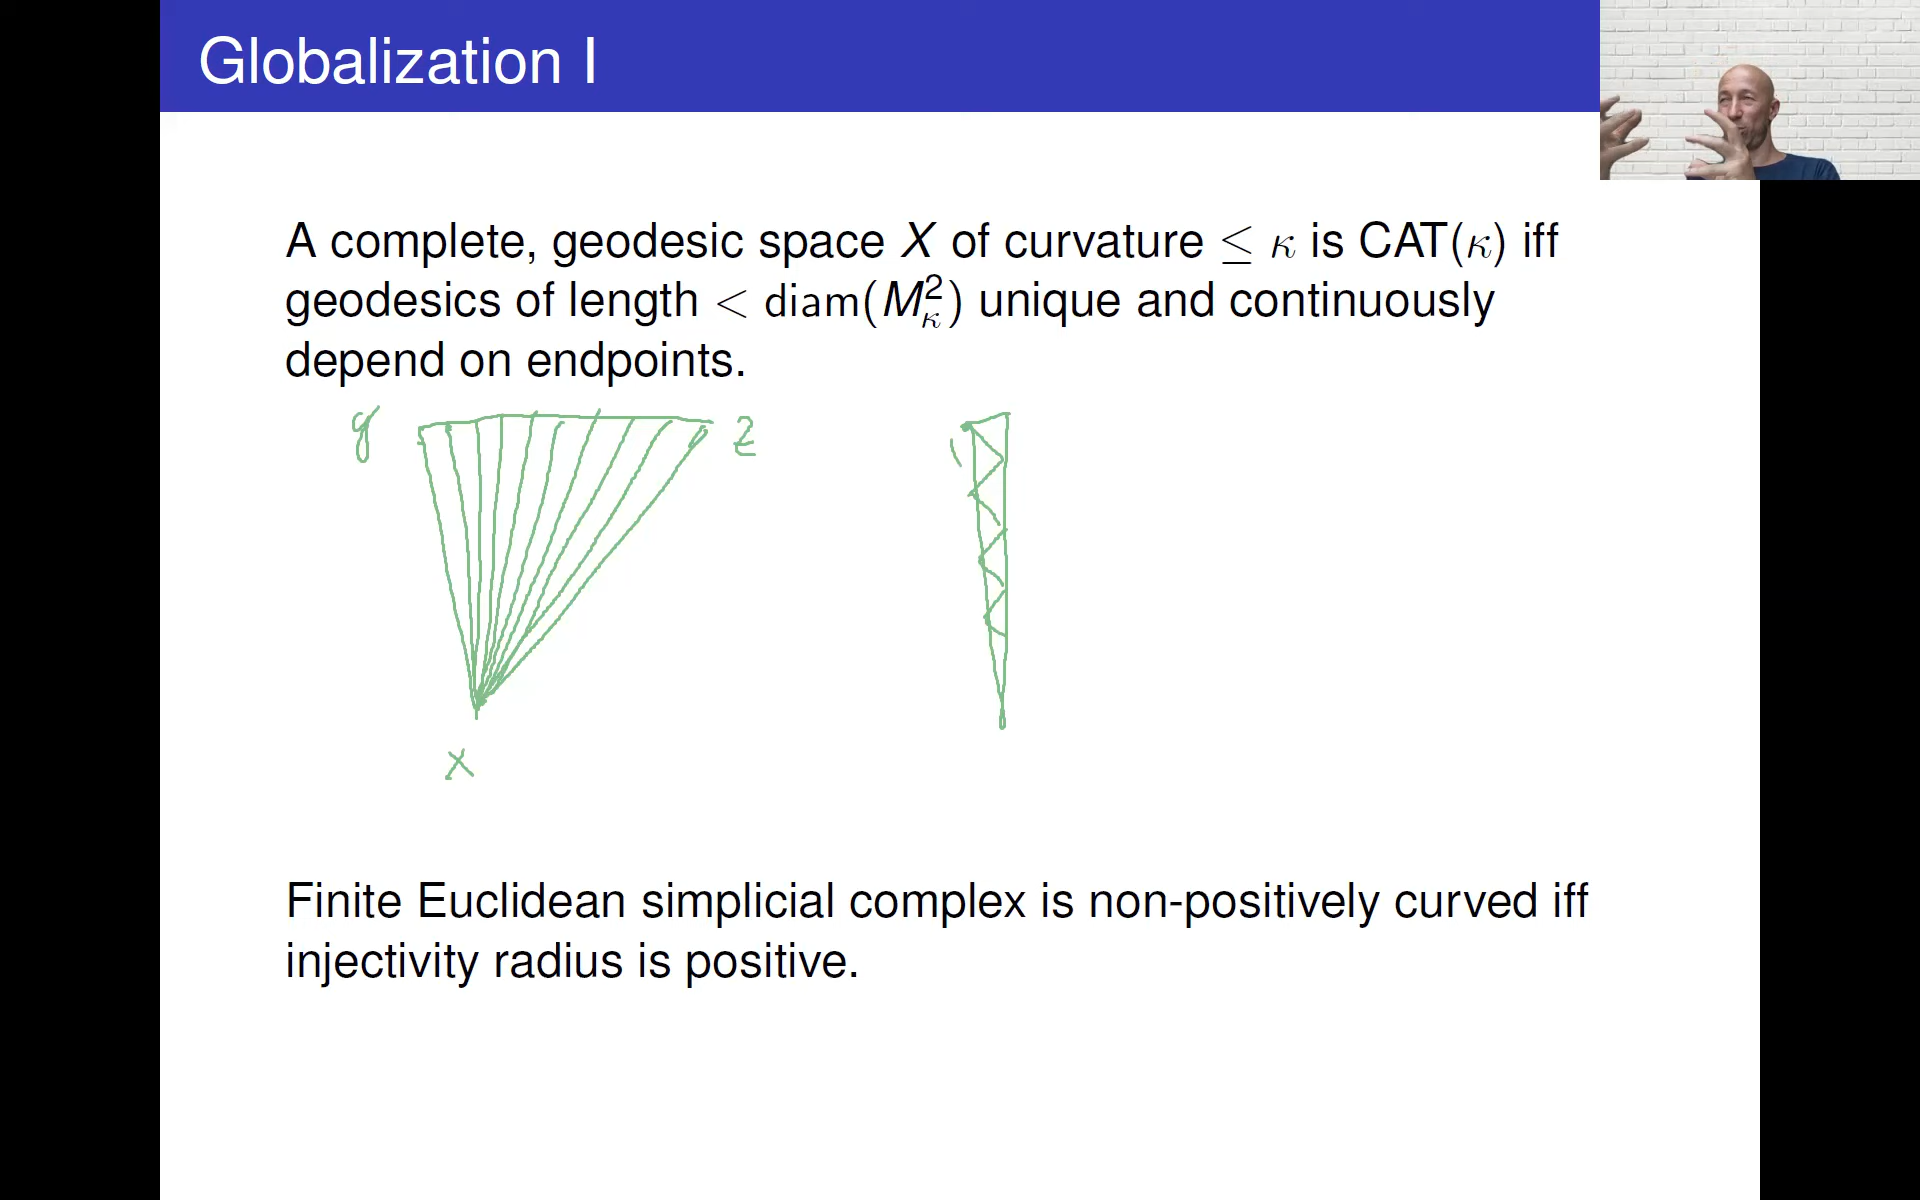 Globalization I
A complete, geodesic space X of curvature ≤ κ is CAT(κ) iff
geodesics of length < diam(M²_κ) unique and continuously
depend on endpoints.
y z
x
Finite Euclidean simplicial complex is non-positively curved iff
injectivity radius is positive.